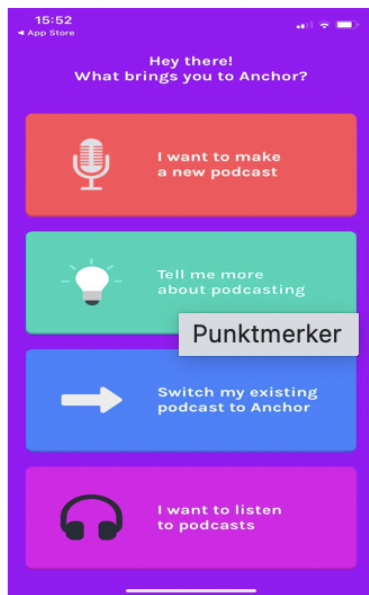 15:52
◀ App Store
Hey there!
What brings you to Anchor?
I want to make
a new podcast
Tell me more
about podcasting
Punktmerker
Switch my existing
podcast to Anchor
I want to listen
to podcasts